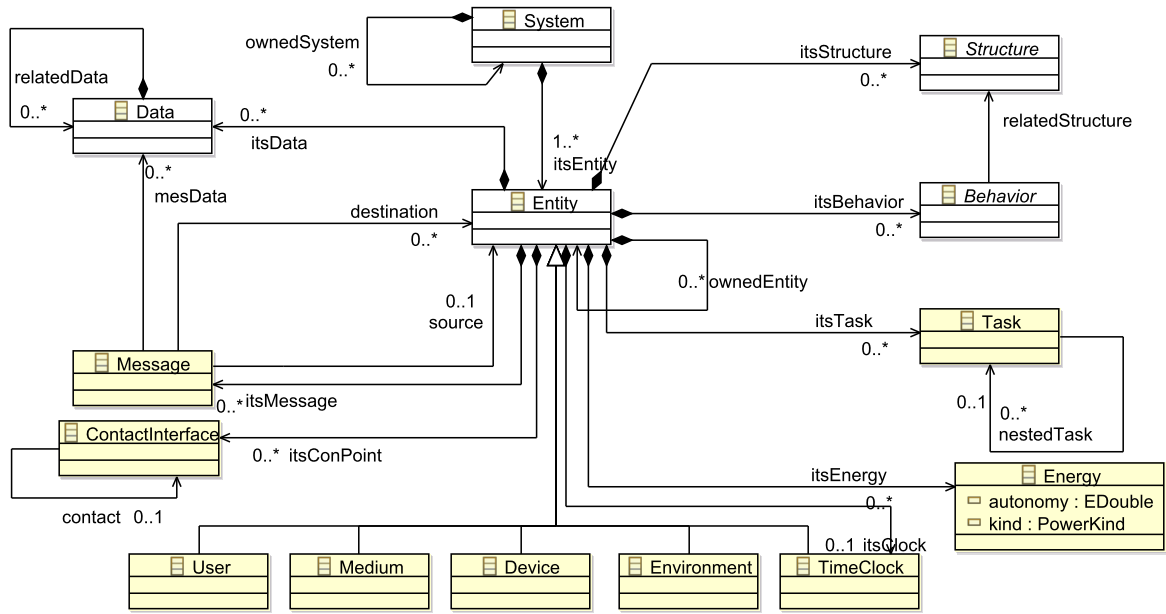 System
ownedSystem
0..*
itsStructure
0..*
Structure
relatedData
0..*
Data
0..*
itsData
1..*
itsEntity
relatedStructure
0..*
mesData
destination
0..*
Entity
itsBehavior
0..*
Behavior
0..*
ownedEntity
0..1
source
itsTask
0..*
Task
Message
0..*
itsMessage
0..1
0..*
nestedTask
ContactInterface
0..*
itsConPoint
contact
0..1
itsEnergy
0..*
Energy
autonomy : EDouble
kind : PowerKind
0..1
itsClock
User
Medium
Device
Environment
TimeClock